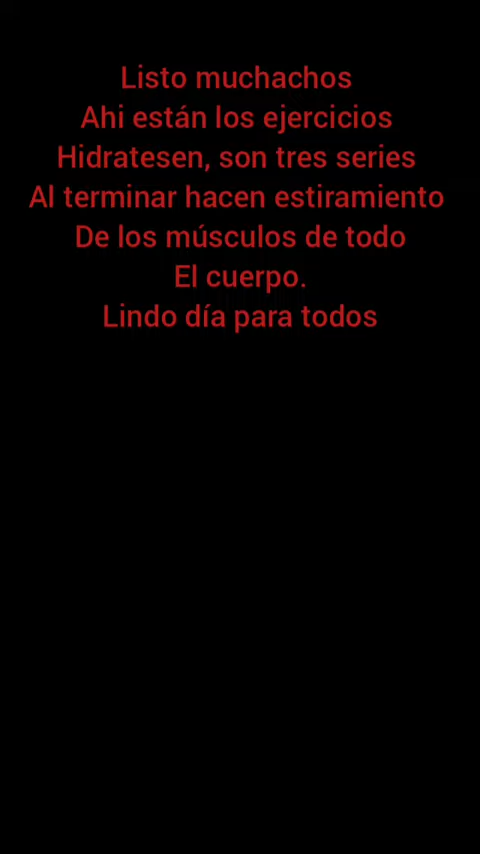 Listo muchachos
Ahi están los ejercicios
Hidratesen, son tres series
Al terminar hacen estiramiento
De los músculos de todo
El cuerpo.
Lindo día para todos